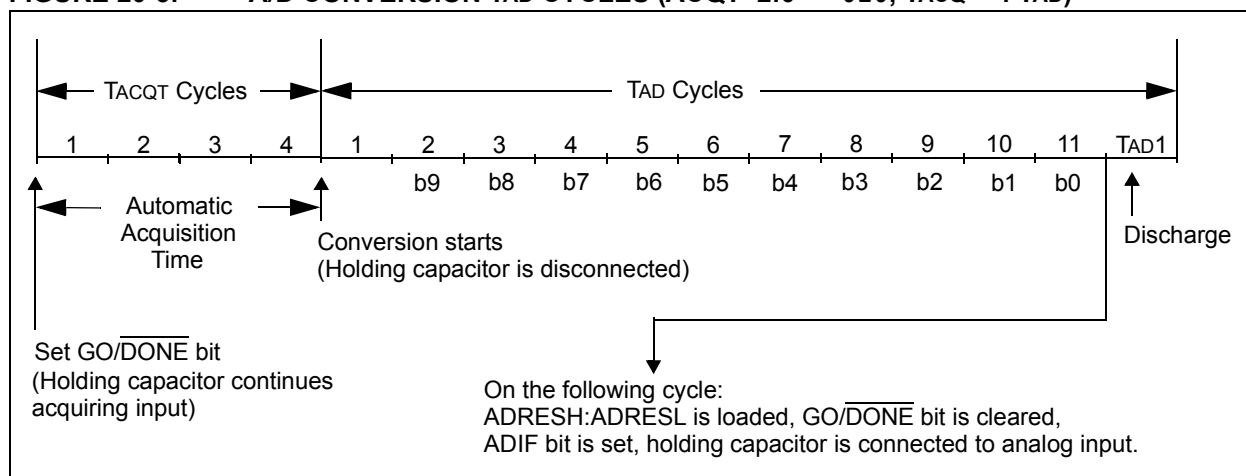 TACQT Cycles
TAD Cycles
1 2 3 4 1 2 3 4 5 6 7 8 9 10 11 TAD1
b9 b8 b7 b6 b5 b4 b3 b2 b1 b0
Automatic
Acquisition
Time
Conversion starts
(Holding capacitor is disconnected)
Discharge
Set GO/DONE bit
(Holding capacitor continues
acquiring input)
On the following cycle:
ADRESH:ADRESL is loaded, GO/DONE bit is cleared,
ADIF bit is set, holding capacitor is connected to analog input.